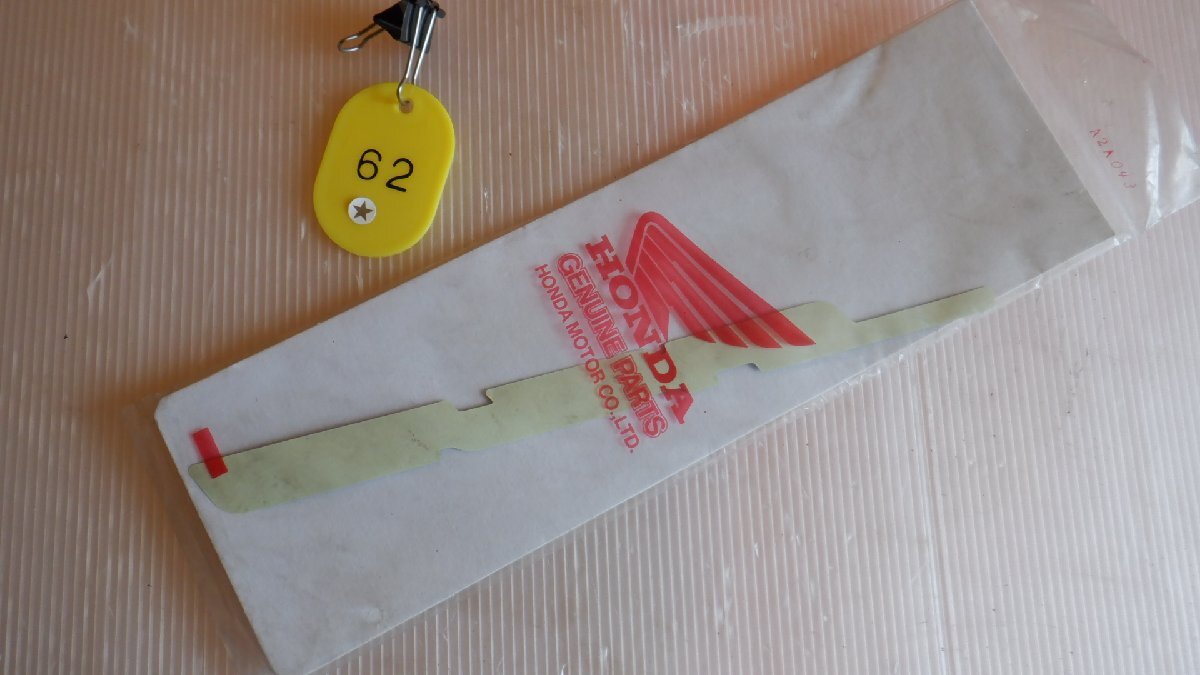 62
HONDA
GENUINE PARTS
HONDA MOTOR CO.,LTD.